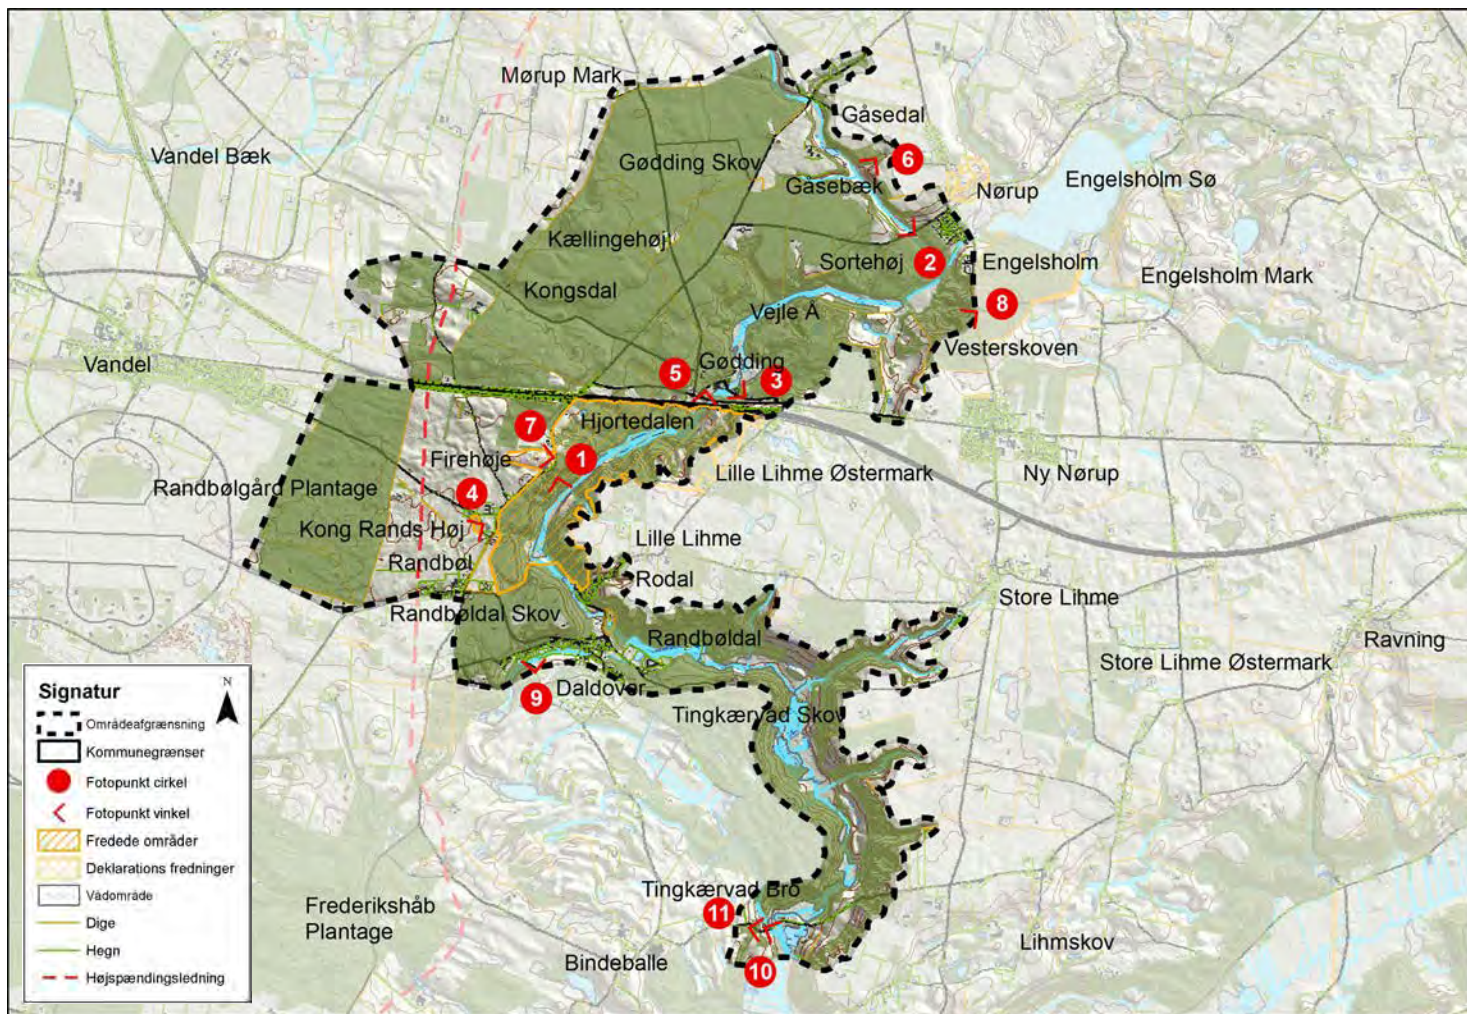 Mørup Mark
Gåsedal
Vandel Bæk
Gødding Skov
6
Engelsholm Sø
Gåsebæk
Nørup
Kællingehøj
Sortehøj
2
Engelsholm
Engelsholm Mark
Kongsdal
Vejle Å
8
Vesterskoven
Vandel
5
Gødding
3
7
Hjortedalen
Firehøje
1
Lille Lihme Østermark
Ny Nørup
Randbølgård Plantage
4
Kong Rands Høj
Lille Lihme
Randbøl
Rodal
Randbøldal Skov
Store Lihme
Randbøldal
Ravning
Store Lihme Østermark
9
Daldover
Tingkærvad Skov
Tingkærvad Bro
11
Frederikshåb
Plantage
Lihmskov
Bindeballe
10
Signatur
N
Områdeafgrænsning
Kommunegrænser
Fotopunkt cirkel
Fotopunkt vinkel
Fredede områder
Deklarations fredninger
Vådområde
Dige
Hegn
Højspændingsledning